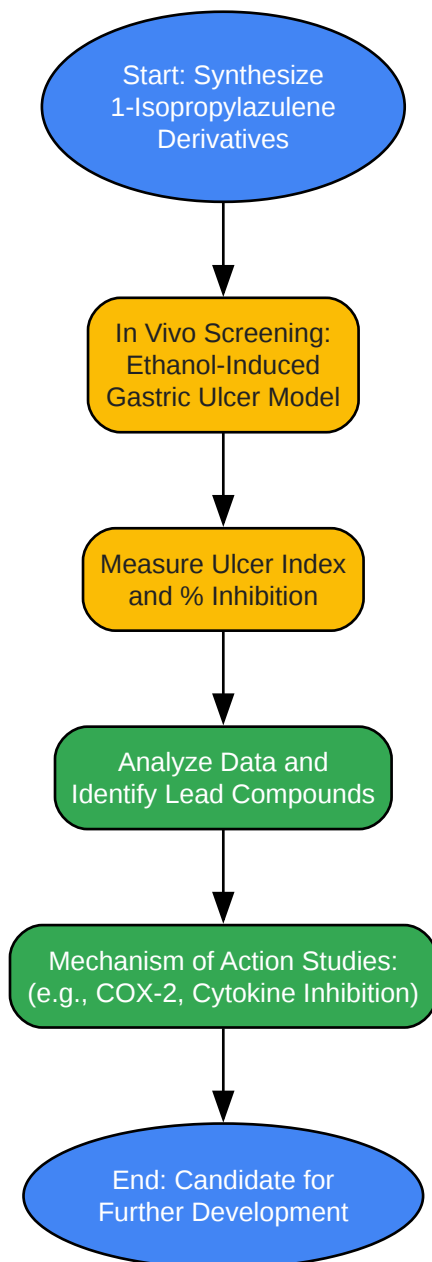 Start: Synthesize
1-Isopropylazulene
Derivatives
In Vivo Screening:
Ethanol-Induced
Gastric Ulcer Model
Measure Ulcer Index
and % Inhibition
Analyze Data and
Identify Lead Compounds
Mechanism of Action Studies:
(e.g., COX-2, Cytokine Inhibition)
End: Candidate for
Further Development